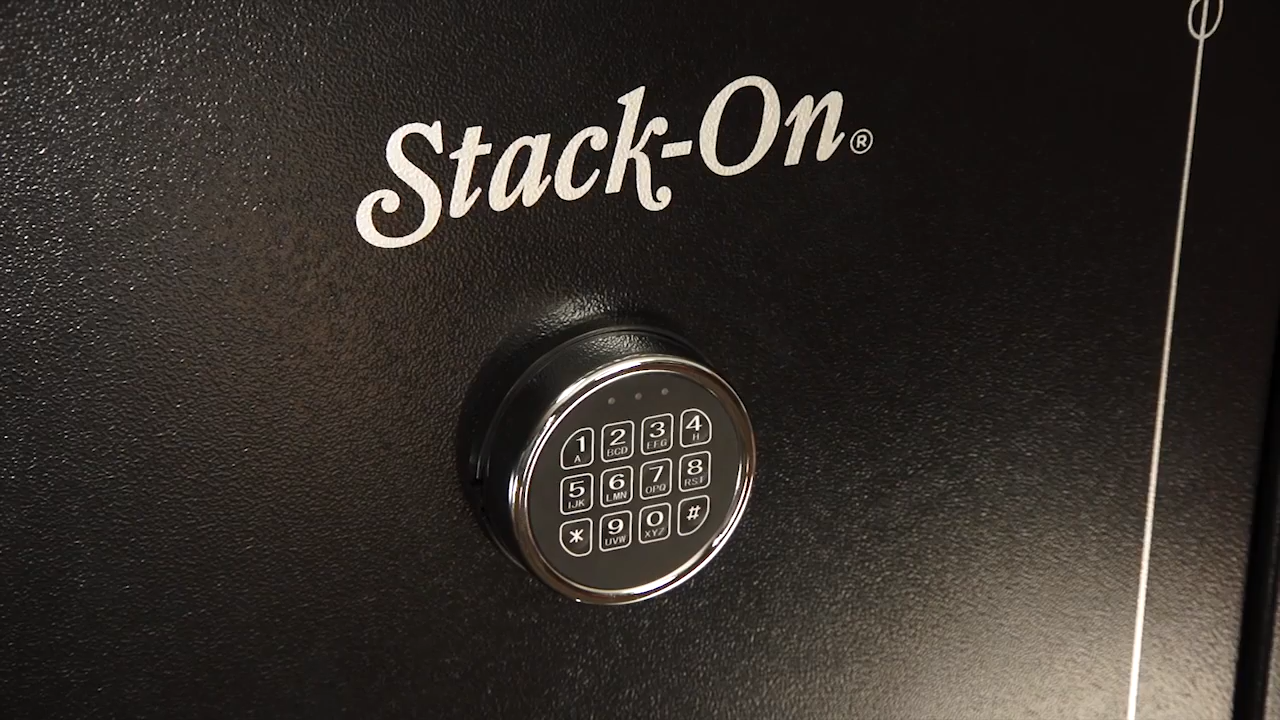 Stack-On®
1 2 3 4
A BCD EFG H
5 6 7 8
IJK LMN OPQ RST
* 9 0 #
UVW XYZ